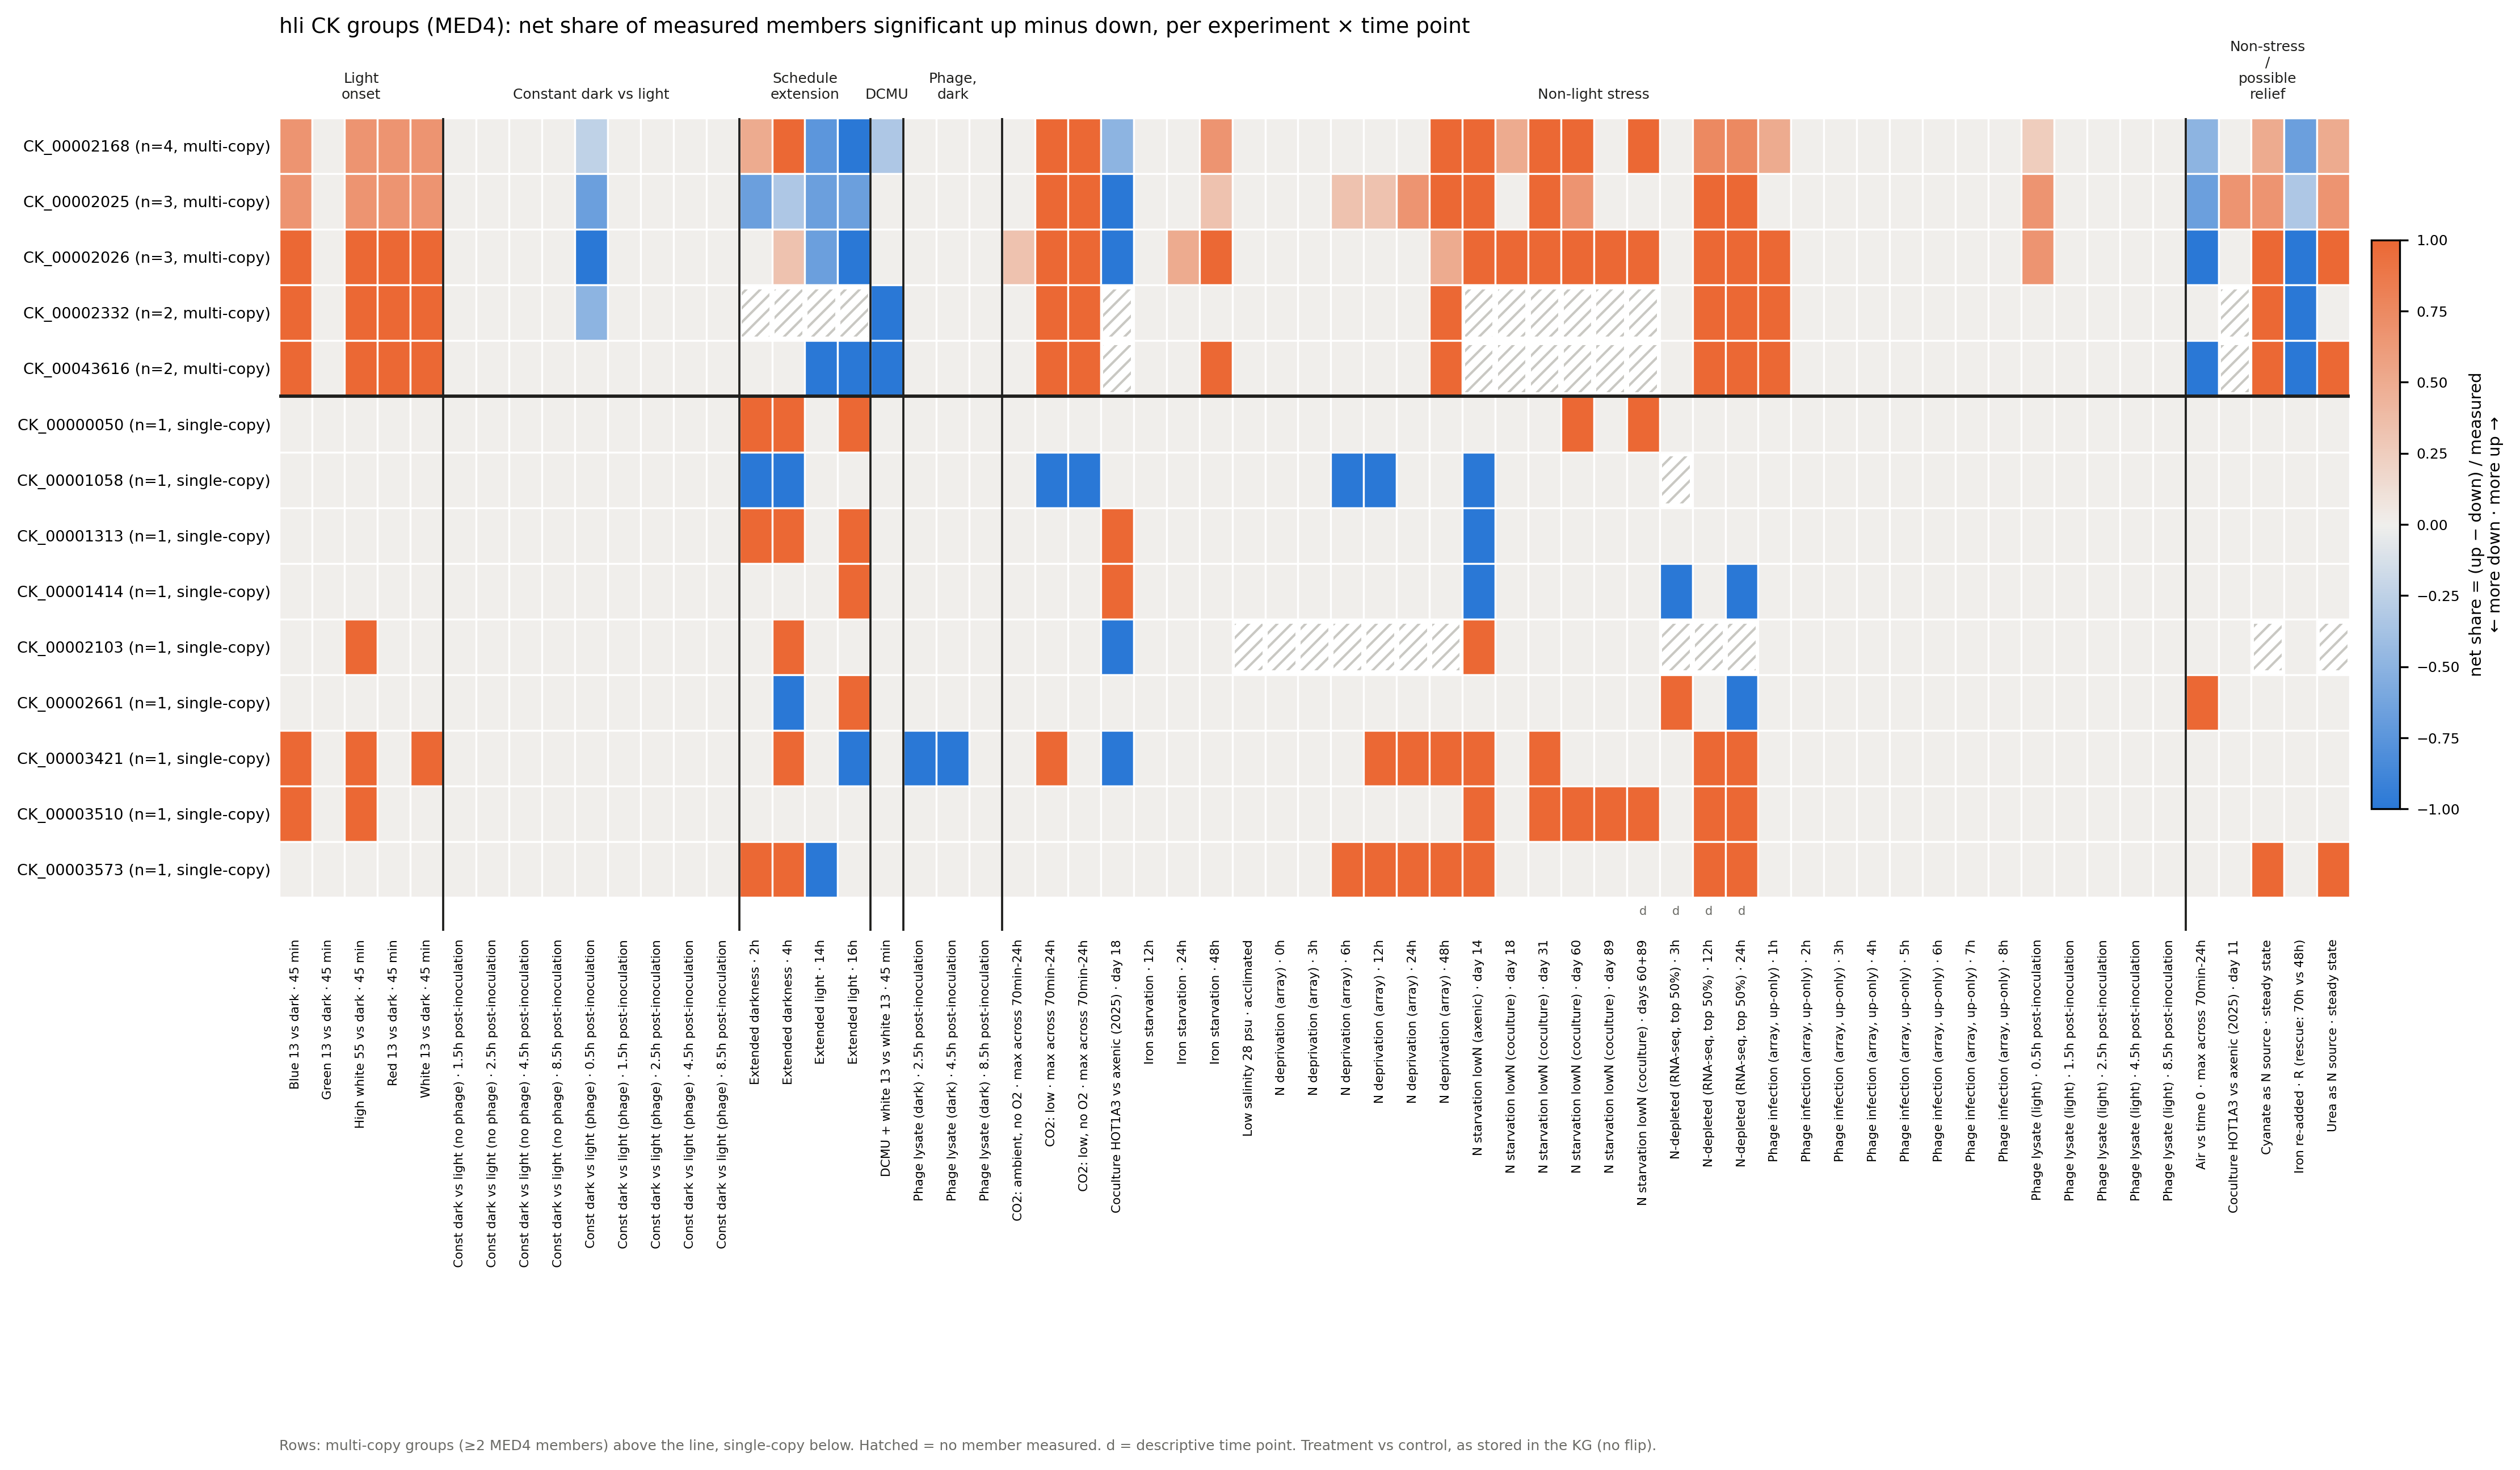 hli CK groups (MED4): net share of measured members significant up minus down, per experiment × time point
Light
onset
Constant dark vs light
Schedule
extension
DCMU
Phage,
dark
Non-light stress
Non-stress
/
possible
relief
CK_00002168 (n=4, multi-copy)
CK_00002025 (n=3, multi-copy)
CK_00002026 (n=3, multi-copy)
CK_00002332 (n=2, multi-copy)
CK_00043616 (n=2, multi-copy)
CK_00000050 (n=1, single-copy)
CK_00001058 (n=1, single-copy)
CK_00001313 (n=1, single-copy)
CK_00001414 (n=1, single-copy)
CK_00002103 (n=1, single-copy)
CK_00002661 (n=1, single-copy)
CK_00003421 (n=1, single-copy)
CK_00003510 (n=1, single-copy)
CK_00003573 (n=1, single-copy)
1.00
0.75
0.50
0.25
0.00
−0.25
−0.50
−0.75
−1.00
net share = (up − down) / measured
← more down · more up →
d
d
d
d
Blue 13 vs dark · 45 min
Green 13 vs dark · 45 min
High white 55 vs dark · 45 min
Red 13 vs dark · 45 min
White 13 vs dark · 45 min
Const dark vs light (no phage) · 1.5h post-inoculation
Const dark vs light (no phage) · 2.5h post-inoculation
Const dark vs light (no phage) · 4.5h post-inoculation
Const dark vs light (no phage) · 8.5h post-inoculation
Const dark vs light (phage) · 0.5h post-inoculation
Const dark vs light (phage) · 1.5h post-inoculation
Const dark vs light (phage) · 2.5h post-inoculation
Const dark vs light (phage) · 4.5h post-inoculation
Const dark vs light (phage) · 8.5h post-inoculation
Extended darkness · 2h
Extended darkness · 4h
Extended light · 14h
Extended light · 16h
DCMU + white 13 vs white 13 · 45 min
Phage lysate (dark) · 2.5h post-inoculation
Phage lysate (dark) · 4.5h post-inoculation
Phage lysate (dark) · 8.5h post-inoculation
CO2: ambient, no O2 · max across 70min-24h
CO2: low · max across 70min-24h
CO2: low, no O2 · max across 70min-24h
Coculture HOT1A3 vs axenic (2025) · day 18
Iron starvation · 12h
Iron starvation · 24h
Iron starvation · 48h
Low salinity 28 psu · acclimated
N deprivation (array) · 0h
N deprivation (array) · 3h
N deprivation (array) · 6h
N deprivation (array) · 12h
N deprivation (array) · 24h
N deprivation (array) · 48h
N starvation lowN (axenic) · day 14
N starvation lowN (coculture) · day 18
N starvation lowN (coculture) · day 31
N starvation lowN (coculture) · day 60
N starvation lowN (coculture) · day 89
N starvation lowN (coculture) · days 60+89
N-depleted (RNA-seq, top 50%) · 3h
N-depleted (RNA-seq, top 50%) · 12h
N-depleted (RNA-seq, top 50%) · 24h
Phage infection (array, up-only) · 1h
Phage infection (array, up-only) · 2h
Phage infection (array, up-only) · 3h
Phage infection (array, up-only) · 4h
Phage infection (array, up-only) · 5h
Phage infection (array, up-only) · 6h
Phage infection (array, up-only) · 7h
Phage infection (array, up-only) · 8h
Phage lysate (light) · 0.5h post-inoculation
Phage lysate (light) · 1.5h post-inoculation
Phage lysate (light) · 2.5h post-inoculation
Phage lysate (light) · 4.5h post-inoculation
Phage lysate (light) · 8.5h post-inoculation
Air vs time 0 · max across 70min-24h
Coculture HOT1A3 vs axenic (2025) · day 11
Cyanate as N source · steady state
Iron re-added · R (rescue: 70h vs 48h)
Urea as N source · steady state
Rows: multi-copy groups (≥2 MED4 members) above the line, single-copy below. Hatched = no member measured. d = descriptive time point. Treatment vs control, as stored in the KG (no flip).